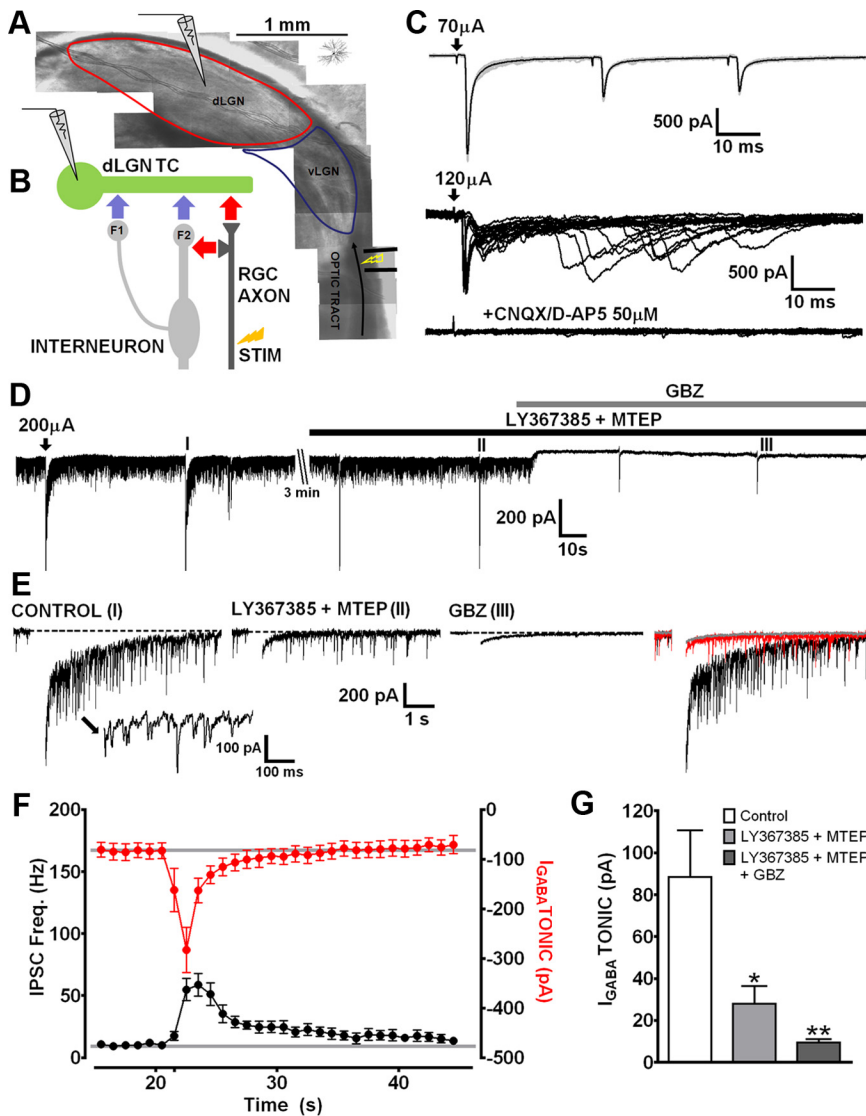 A
1 mm
dLGN
vLGN
OPTIC TRACT
B
dLGN TC
F1
F2
RGC
AXON
INTERNEURON
STIM
C
70µA
500 pA
10 ms
120µA
500 pA
10 ms
+CNQX/D-AP5 50µM
D
GBZ
LY367385 + MTEP
200µA
I
II
III
3 min
200 pA
10s
E
CONTROL (I)
LY367385 + MTEP (II)
GBZ (III)
200 pA
1 s
100 pA
100 ms
F
200
150
100
50
0
IPSC Freq. (Hz)
20
30
40
Time (s)
0
-100
-200
-300
-400
-500
IGABATONIC
(pA)
G
120
100
80
60
40
20
0
IGABA TONIC (pA)
Control
LY367385 + MTEP
LY367385 + MTEP
+ GBZ
*
**